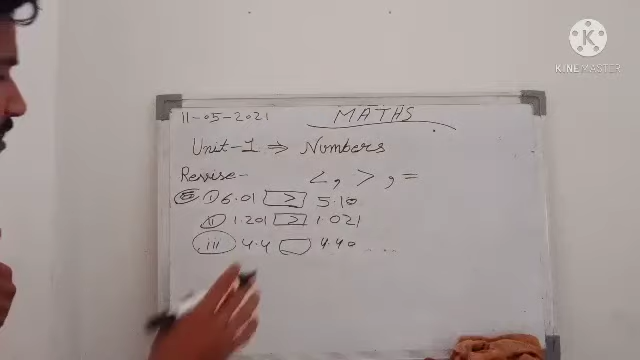 KINEMASTER
11-05-2021 MATHS
Unit-1 ⇒ Numbers
Revise- <, >, =
i 6.01 > 5.10
ii 1.201 > 1.021
iii 4.4 4.40 .....